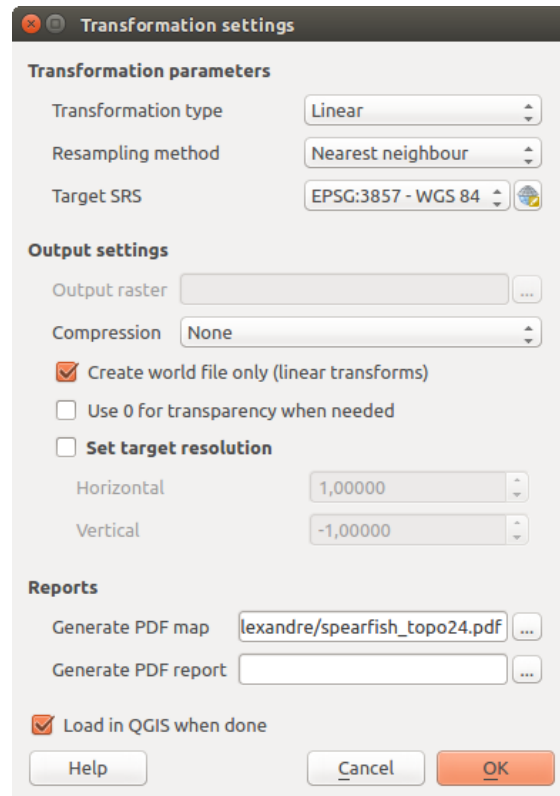 Transformation settings
Transformation parameters
Transformation type Linear
Resampling method Nearest neighbour
Target SRS EPSG:3857 - WGS 84
Output settings
Output raster ...
Compression None
Create world file only (linear transforms)
Use 0 for transparency when needed
Set target resolution
Horizontal 1,00000
Vertical -1,00000
Reports
Generate PDF map lexandre/spearfish_topo24.pdf ...
Generate PDF report ...
Load in QGIS when done
Help Cancel OK